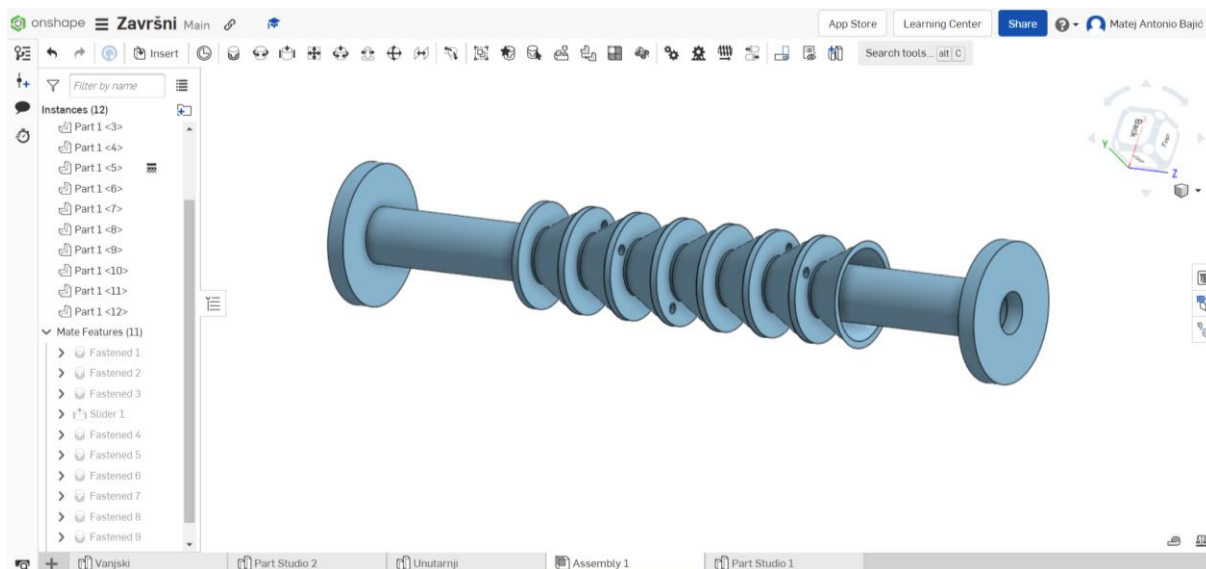 onshape Završni Main App Store Learning Center Share Matej Antonio Bajić
Insert Search tools... alt C
Filter by name
Instances (12)
Part 1 <3>
Part 1 <4>
Part 1 <5>
Part 1 <6>
Part 1 <7>
Part 1 <8>
Part 1 <9>
Part 1 <10>
Part 1 <11>
Part 1 <12>
Mate Features (11)
Fastened 1
Fastened 2
Fastened 3
Slider 1
Fastened 4
Fastened 5
Fastened 6
Fastened 7
Fastened 8
Fastened 9
Back
Top
Y
Z
Vanjski Part Studio 2 Unutarnji Assembly 1 Part Studio 1